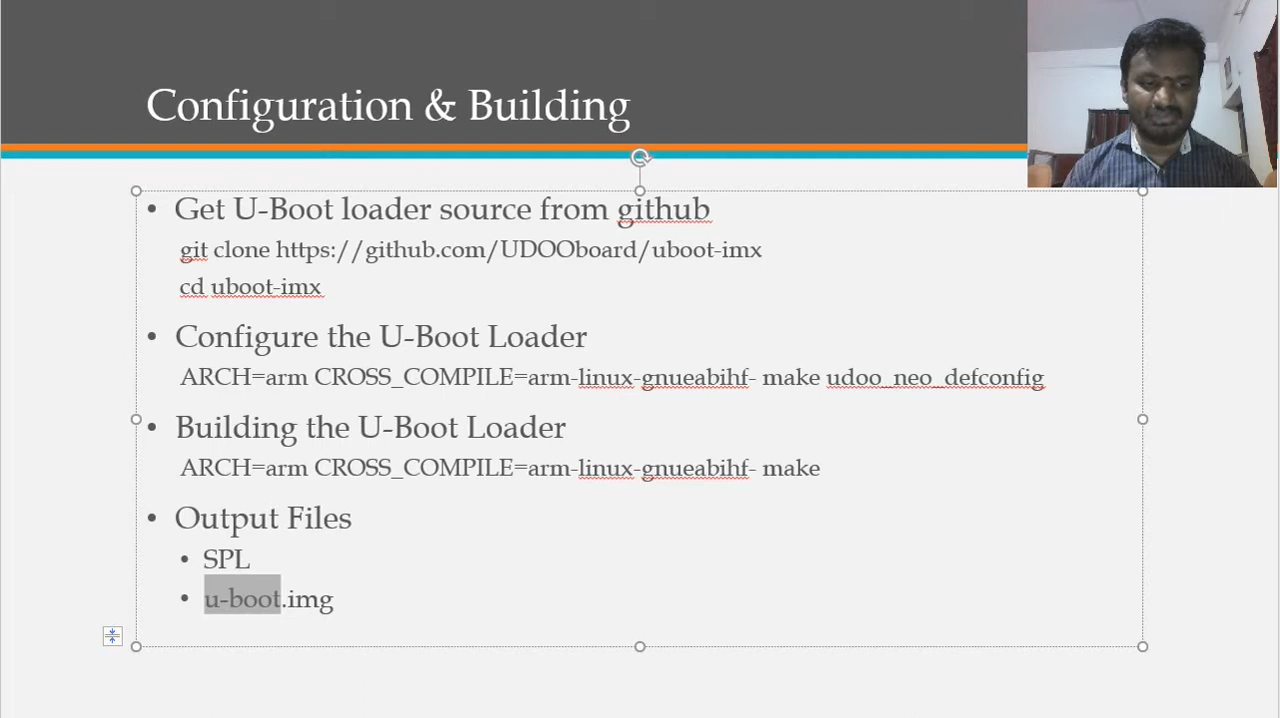 Configuration & Building
• Get U-Boot loader source from github
git clone https://github.com/UDOOboard/uboot-imx
cd uboot-imx
• Configure the U-Boot Loader
ARCH=arm CROSS_COMPILE=arm-linux-gnueabihf- make udoo_neo_defconfig
• Building the U-Boot Loader
ARCH=arm CROSS_COMPILE=arm-linux-gnueabihf- make
• Output Files
• SPL
• u-boot.img